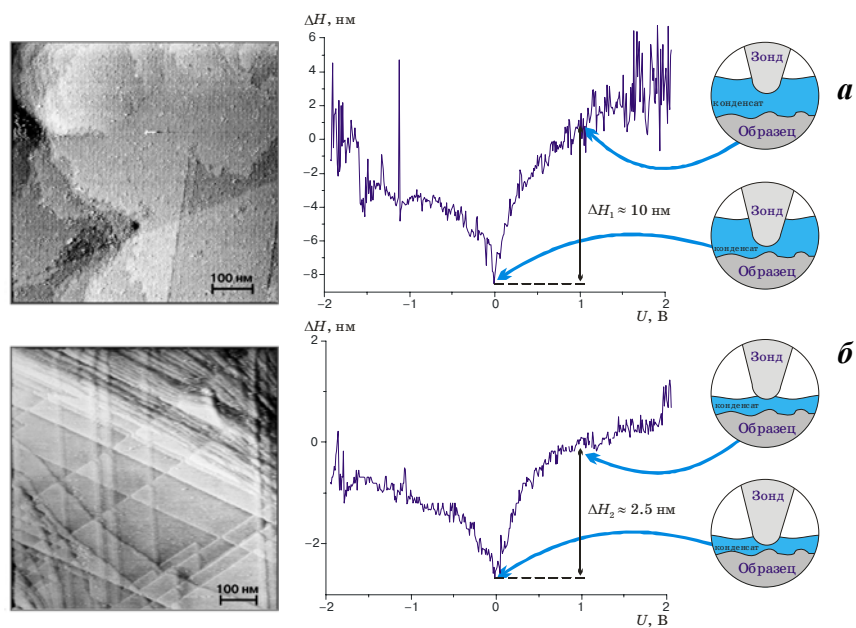 ΔH, нм
6
4
2
0
−2
−4
−6
−8
−2
−1
0
1
2
U, В
ΔH₁ ≈ 10 нм
100 нм
Зонд
конденсат
Образец
Зонд
конденсат
Образец
а
ΔH, нм
2
0
−2
−2
−1
0
1
2
U, В
ΔH₂ ≈ 2.5 нм
100 нм
Зонд
конденсат
Образец
Зонд
конденсат
Образец
б